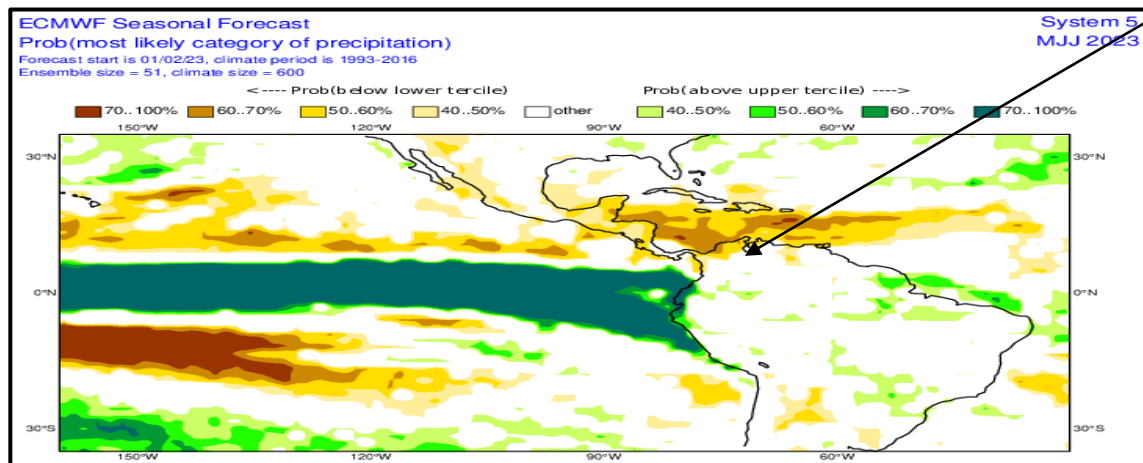 ECMWF Seasonal Forecast
System 5
Prob(most likely category of precipitation)
MJJ 2023
Forecast start is 01/02/23, climate period is 1993-2016
Ensemble size = 51, climate size = 600
<---- Prob(below lower tercile)
Prob(above upper tercile) ---->
70..100% 60..70% 50..60% 40..50% other 40..50% 50..60% 60..70% 70..100%
150°W 120°W 90°W 60°W
30°N 30°N
0°N 0°N
30°S 30°S
150°W 120°W 90°W 60°W